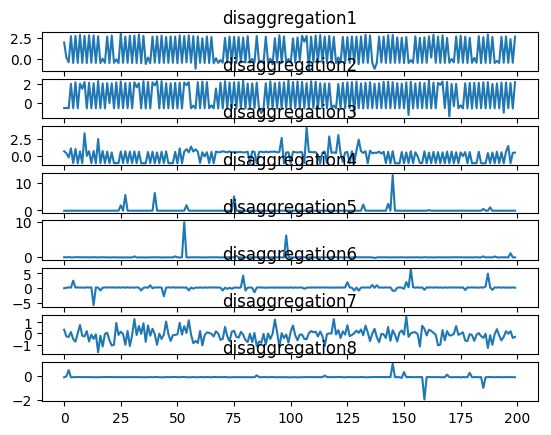 disaggregation1
2.5
0.0
disaggregation2
2
0
disaggregation3
2.5
0.0
disaggregation4
10
0
disaggregation5
10
0
disaggregation6
5
0
−5
disaggregation7
1
0
−1
disaggregation8
0
−2
0 25 50 75 100 125 150 175 200